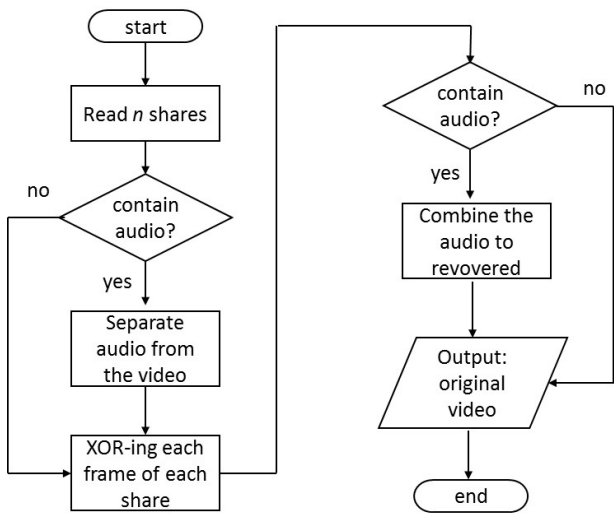 start
Read n shares
no
contain
audio?
yes
Separate
audio from
the video
XOR-ing each
frame of each
share
contain
audio?
no
yes
Combine the
audio to
revovered
Output:
original
video
end